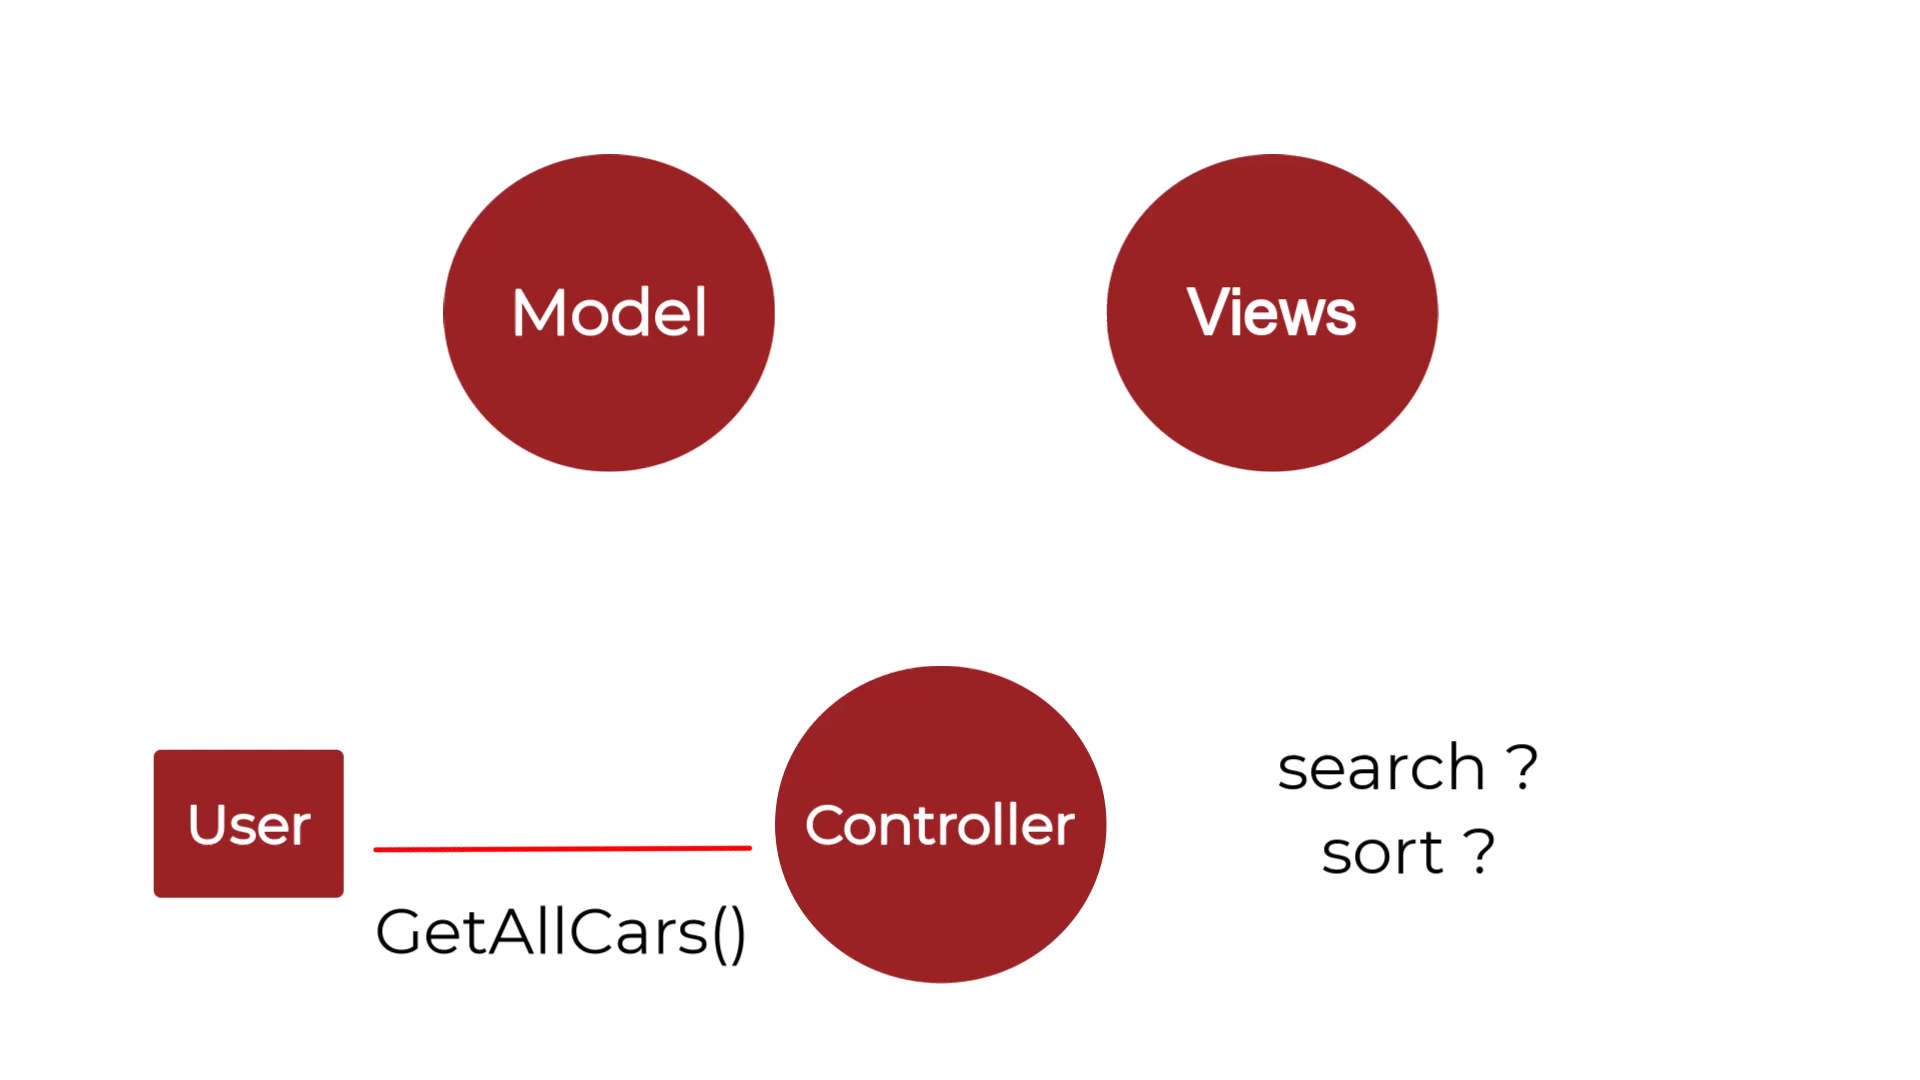 Model
Views
User
Controller
GetAllCars()
search ?
sort ?